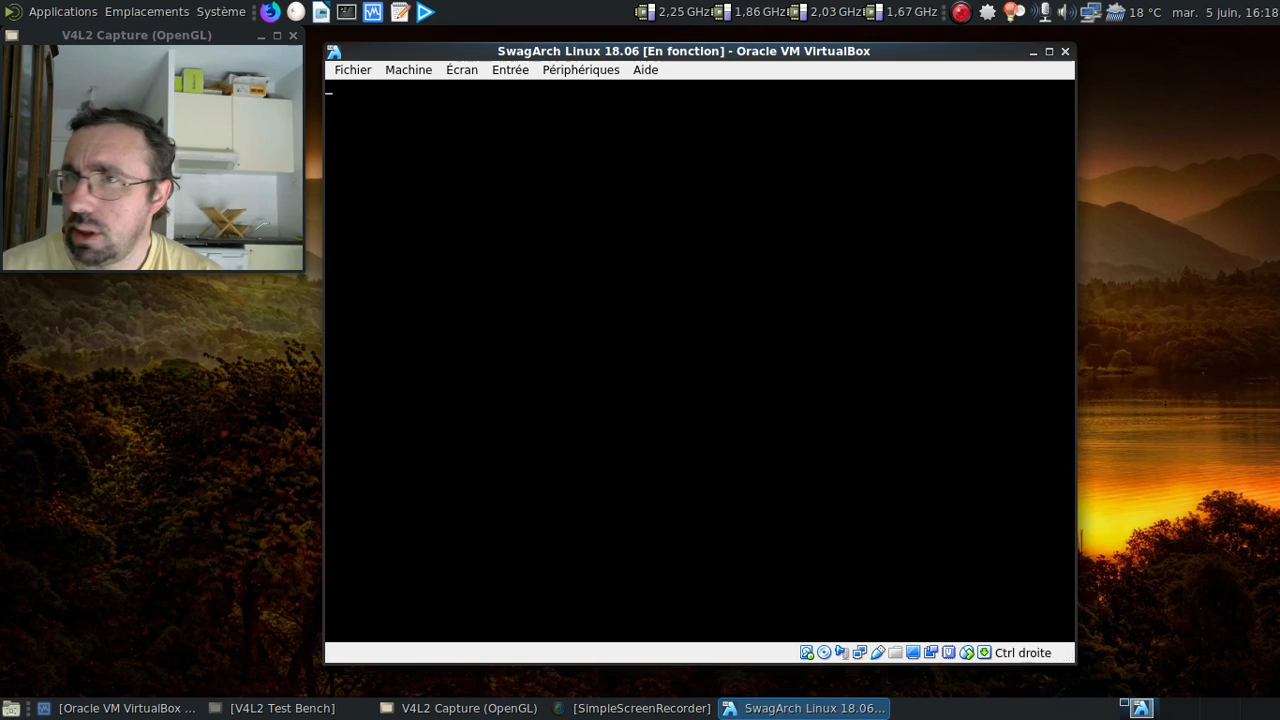 Applications Emplacements Système
2,25 GHz 1,86 GHz 2,03 GHz 1,67 GHz 18 °C mar. 5 juin, 16:18
V4L2 Capture (OpenGL)
SwagArch Linux 18.06 [En fonction] - Oracle VM VirtualBox
Fichier Machine Écran Entrée Périphériques Aide
Ctrl droite
[Oracle VM VirtualBox ... [V4L2 Test Bench] V4L2 Capture (OpenGL) [SimpleScreenRecorder] SwagArch Linux 18.06...